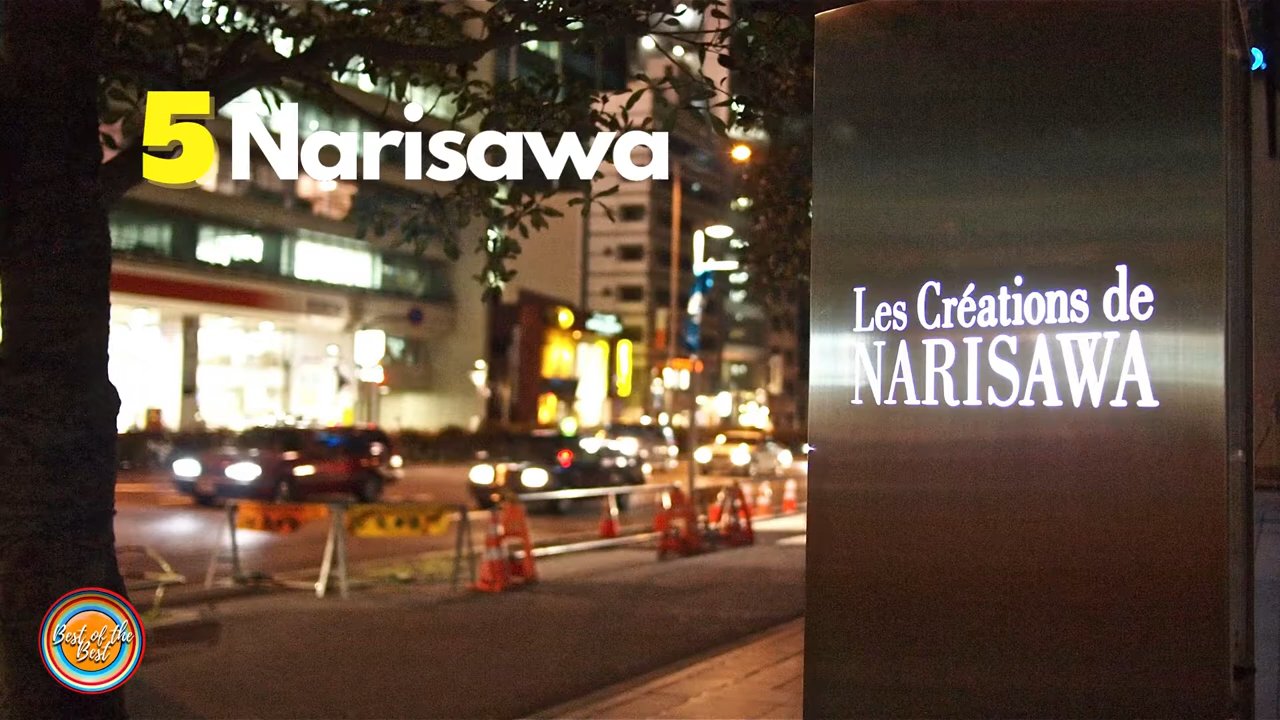 5 Narisawa
Les Créations de
NARISAWA
Best of the
Best